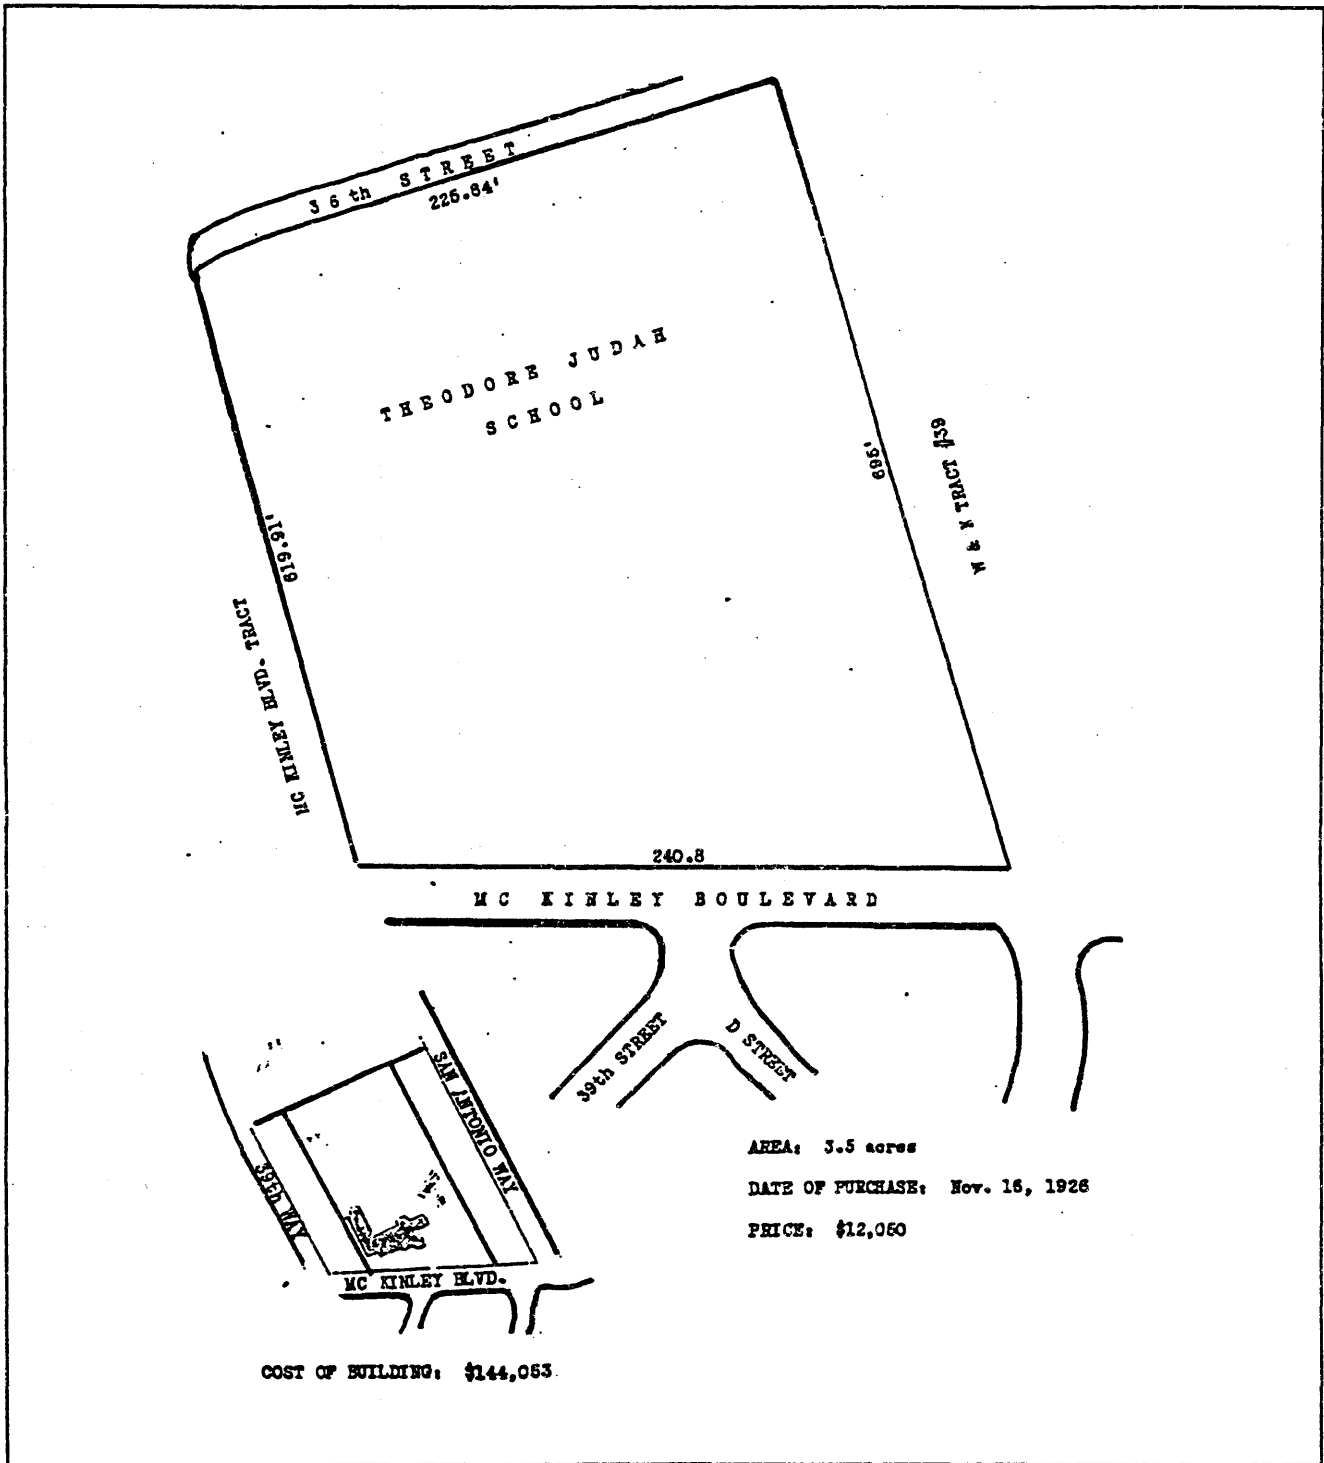 36th STREET
225.84'
THEODORE JUDAH
SCHOOL
695'
W & K TRACT #39
619.91'
MC KINLEY BLVD. TRACT
240.8
MC KINLEY BOULEVARD
39th STREET
D STREET
SAN ANTONIO WAY
39th WAY
MC KINLEY BLVD.
AREA: 3.5 acres
DATE OF PURCHASE: Nov. 16, 1926
PRICE: $12,050
COST OF BUILDING: $144,053